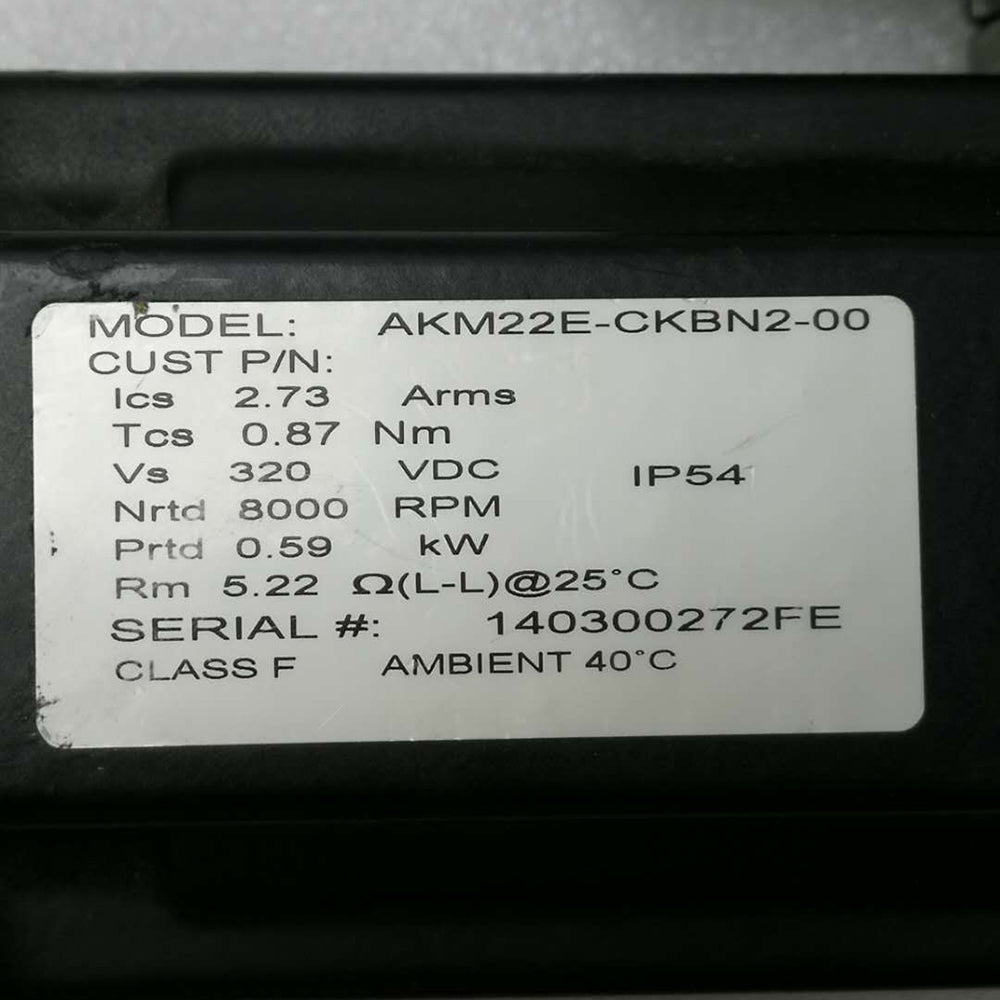 MODEL: AKM22E-CKBN2-00
CUST P/N:
Ics 2.73 Arms
Tcs 0.87 Nm
Vs 320 VDC IP54
Nrtd 8000 RPM
Prtd 0.59 kW
Rm 5.22 Ω(L-L)@25°C
SERIAL #: 140300272FE
CLASS F AMBIENT 40°C